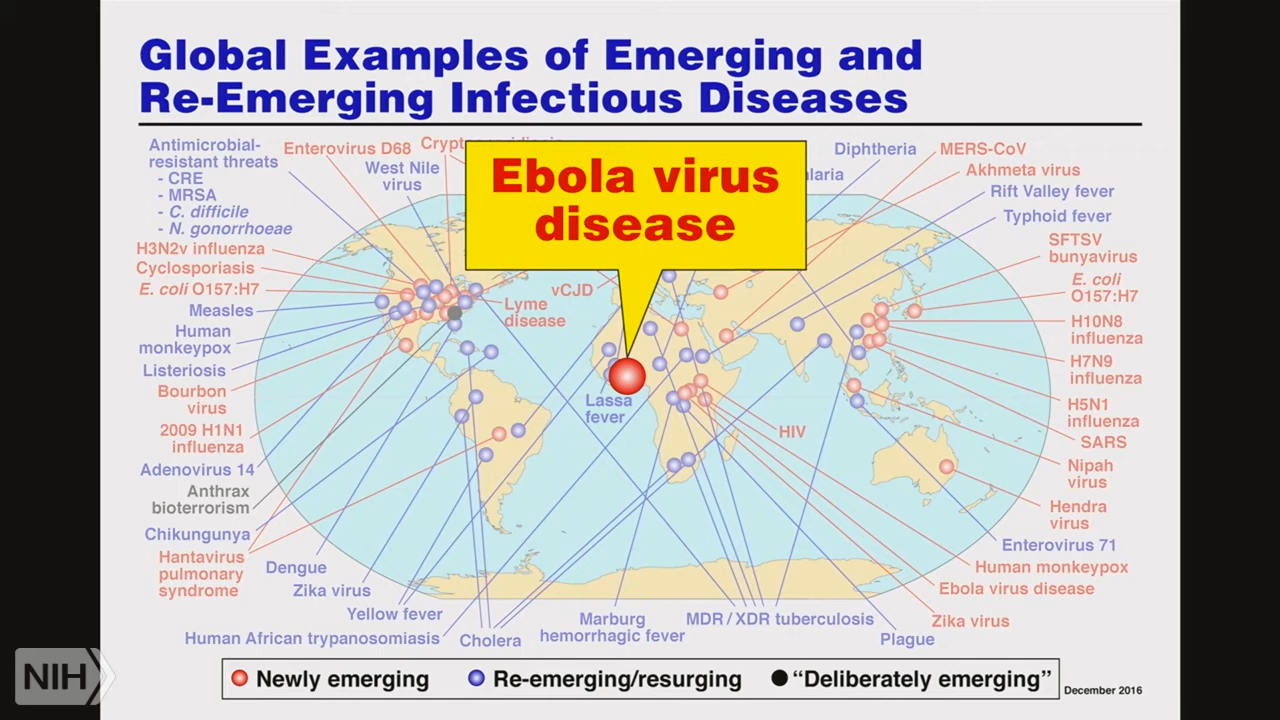 Global Examples of Emerging and
Re-Emerging Infectious Diseases
Antimicrobial-
resistant threats
- CRE
- MRSA
- C. difficile
- N. gonorrhoeae
Enterovirus D68
West Nile
virus
Ebola virus
disease
Diphtheria
MERS-CoV
Akhmeta virus
Rift Valley fever
Typhoid fever
SFTSV
bunyavirus
E. coli
O157:H7
H10N8
influenza
H7N9
influenza
H5N1
influenza
SARS
Nipah
virus
Hendra
virus
Enterovirus 71
Human monkeypox
Ebola virus disease
Zika virus
Plague
H3N2v influenza
Cyclosporiasis
E. coli O157:H7
Measles
Human
monkeypox
Listeriosis
Bourbon
virus
2009 H1N1
influenza
Adenovirus 14
Anthrax
bioterrorism
Chikungunya
Hantavirus
pulmonary
syndrome
Dengue
Zika virus
Yellow fever
Human African trypanosomiasis
Cholera
Marburg
hemorrhagic fever
MDR / XDR tuberculosis
vCJD
Lyme
disease
Lassa
fever
HIV
Newly emerging
Re-emerging/resurging
“Deliberately emerging”
December 2016
NIH